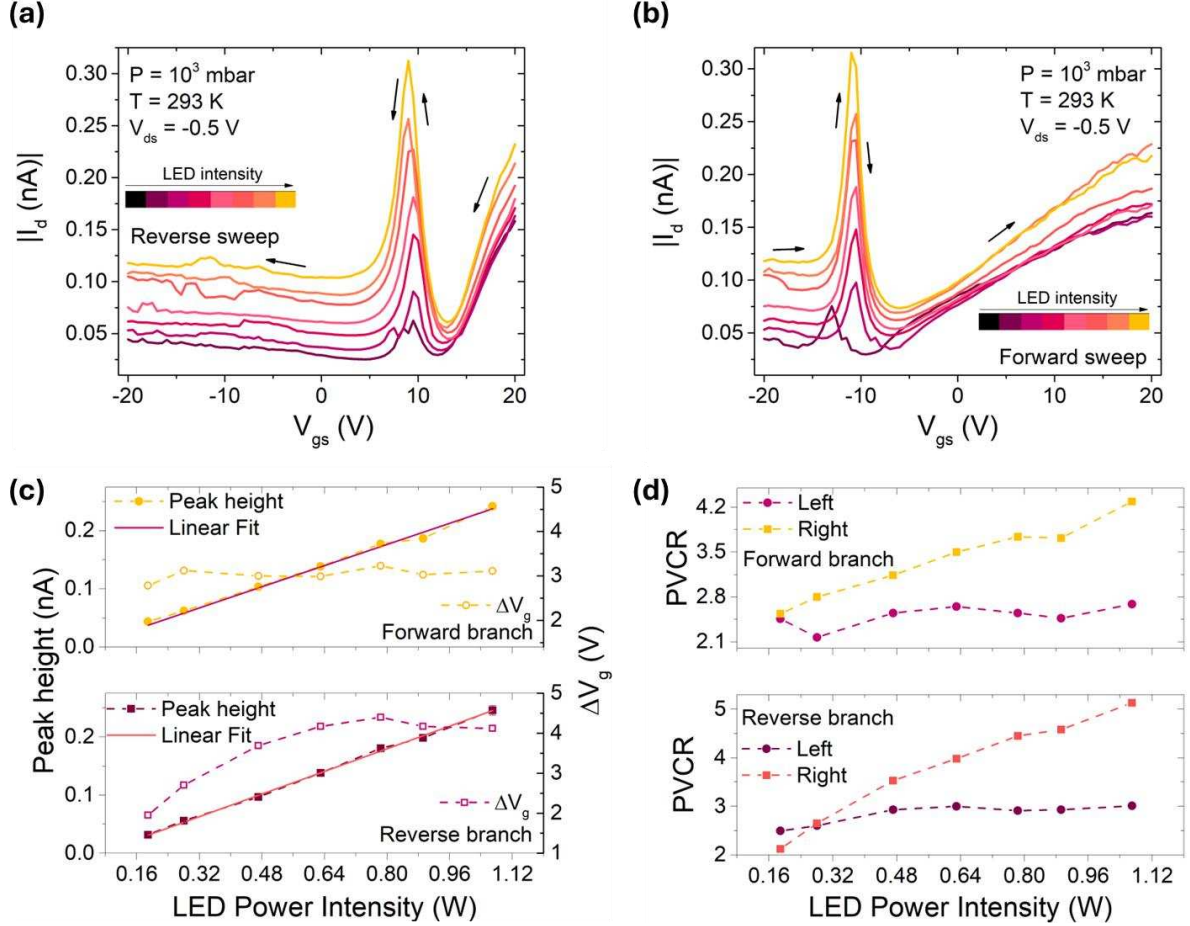 (a)
P = 10³ mbar
T = 293 K
V_ds = -0.5 V
LED intensity
Reverse sweep
|I_d (nA)|
0.30
0.25
0.20
0.15
0.10
0.05
-20 -10 0 10 20
V_gs (V)
(b)
P = 10³ mbar
T = 293 K
V_ds = -0.5 V
LED intensity
Forward sweep
|I_d (nA)|
0.30
0.25
0.20
0.15
0.10
0.05
-20 -10 0 10 20
V_gs (V)
(c)
Peak height (nA)
Peak height
Linear Fit
ΔV_g
Forward branch
0.2
0.1
0.0
5
4
3
2
Peak height
Linear Fit
ΔV_g
Reverse branch
0.2
0.1
0.0
5
4
3
2
1
ΔV_g (V)
0.16 0.32 0.48 0.64 0.80 0.96 1.12
LED Power Intensity (W)
(d)
PVCR
Left
Right
Forward branch
4.2
3.5
2.8
2.1
PVCR
Reverse branch
Left
Right
5
4
3
2
0.16 0.32 0.48 0.64 0.80 0.96 1.12
LED Power Intensity (W)